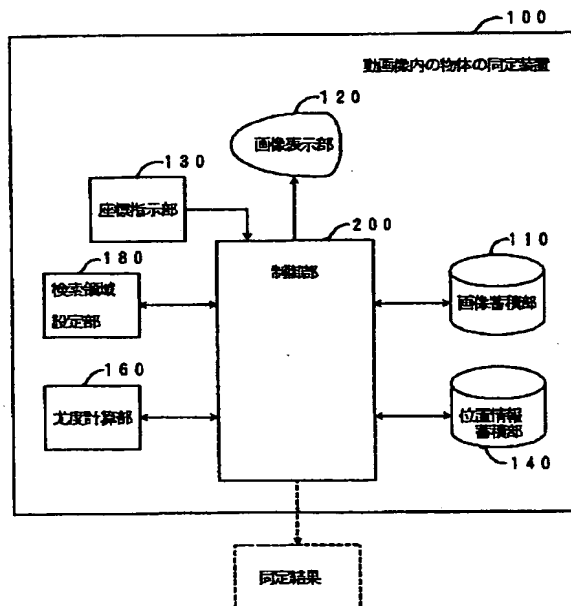 100
動画像内の物体の同定装置
120
画像表示部
130
座標指示部
200
制御部
110
画像蓄積部
180
検索領域
設定部
160
尤度計算部
位置情報
蓄積部
140
同定結果